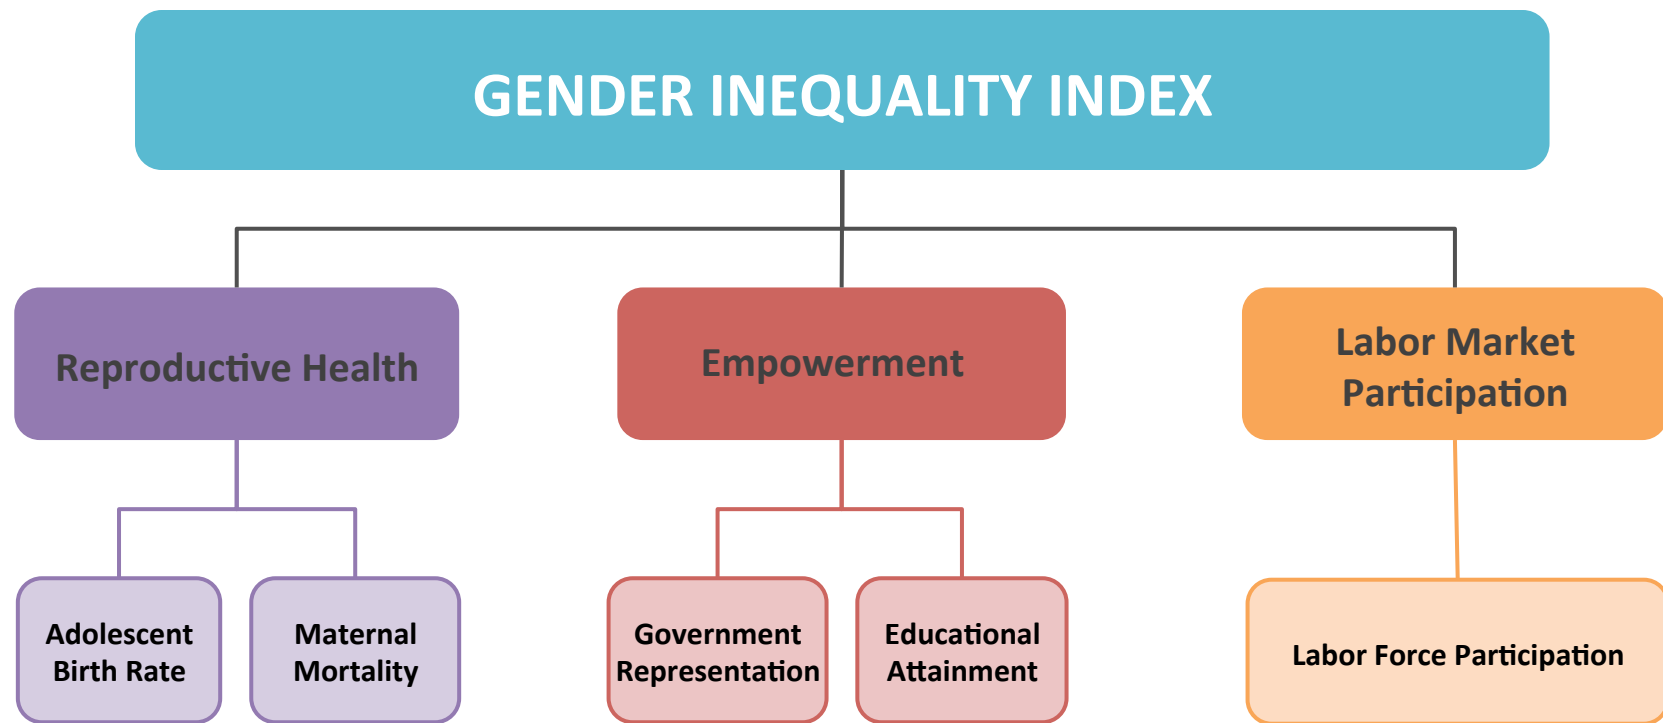 GENDER INEQUALITY INDEX
Reproductive Health
Empowerment
Labor Market
Participation
Adolescent
Birth Rate
Maternal
Mortality
Government
Representation
Educational
Attainment
Labor Force Participation